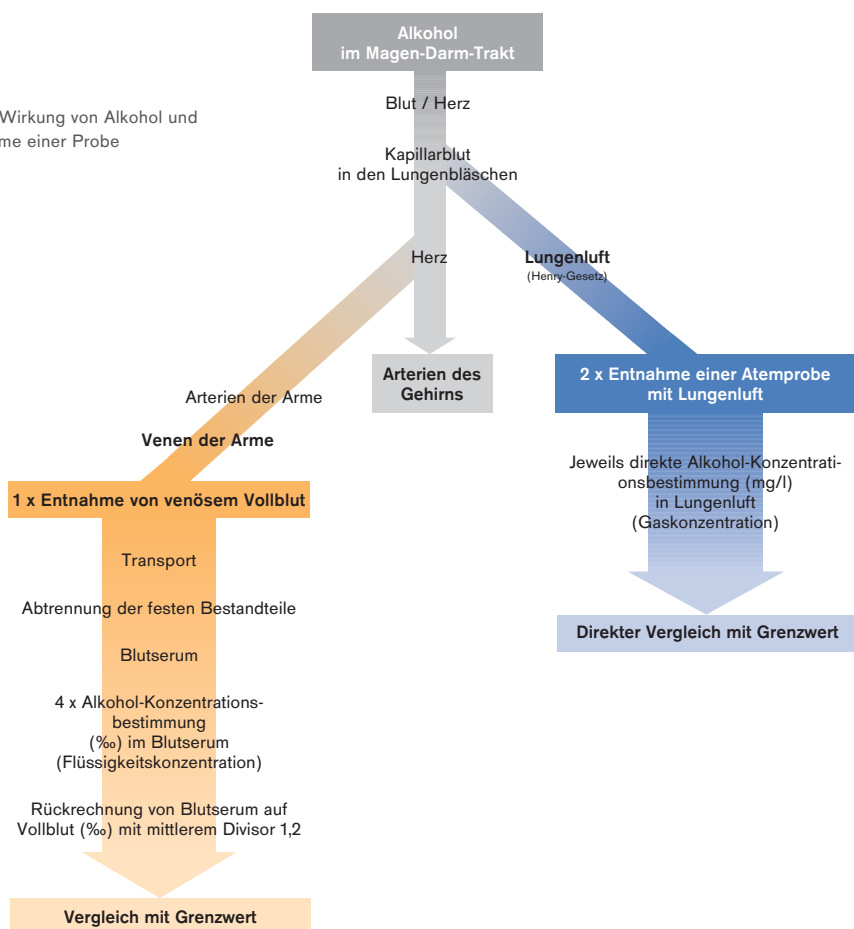 Alkohol
im Magen-Darm-Trakt
Wirkung von Alkohol und
me einer Probe
Blut / Herz
Kapillarblut
in den Lungenbläschen
Herz
Lungenluft
(Henry-Gesetz)
Arterien des
Gehirns
2 x Entnahme einer Atemprobe
mit Lungenluft
Arterien der Arme
Venen der Arme
Jeweils direkte Alkohol-Konzentrati-
onsbestimmung (mg/l)
in Lungenluft
(Gaskonzentration)
1 x Entnahme von venösem Vollblut
Transport
Abtrennung der festen Bestandteile
Blutserum
4 x Alkohol-Konzentrations-
bestimmung
(‰) im Blutserum
(Flüssigkeitskonzentration)
Rückrechnung von Blutserum auf
Vollblut (‰) mit mittlerem Divisor 1,2
Vergleich mit Grenzwert
Direkter Vergleich mit Grenzwert